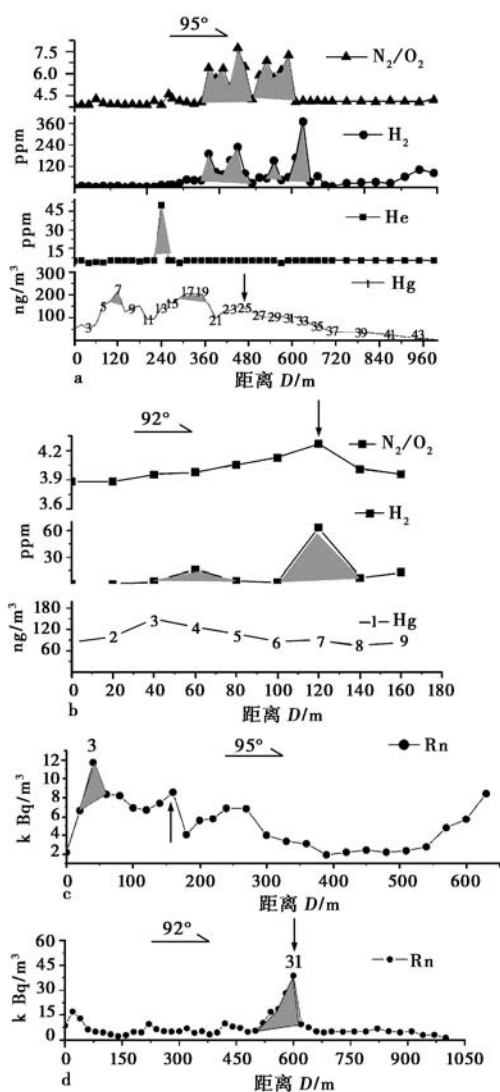 95°
7.5
6.0
4.5
N₂/O₂
360
240
120
ppm
H₂
45
30
15
ppm
He
300
200
100
ng/m³
Hg
3 5 7 9 11 13 15 17 19 21 23 25 27 29 31 33 35 37 39 41 43
0 120 240 360 480 600 720 840 960
a
距离 D/m
92°
4.2
3.9
3.6
N₂/O₂
60
30
ppm
H₂
180
120
60
ng/m³
1 Hg
2 3 4 5 6 7 8 9
0 20 40 60 80 100 120 140 160 180
b
距离 D/m
12
10
8
6
4
2
0
k Bq/m³
3
95°
Rn
0 100 200 300 400 500 600
c
距离 D/m
60
45
30
15
0
k Bq/m³
92°
31
Rn
0 150 300 450 600 750 900 1000
d
距离 D/m